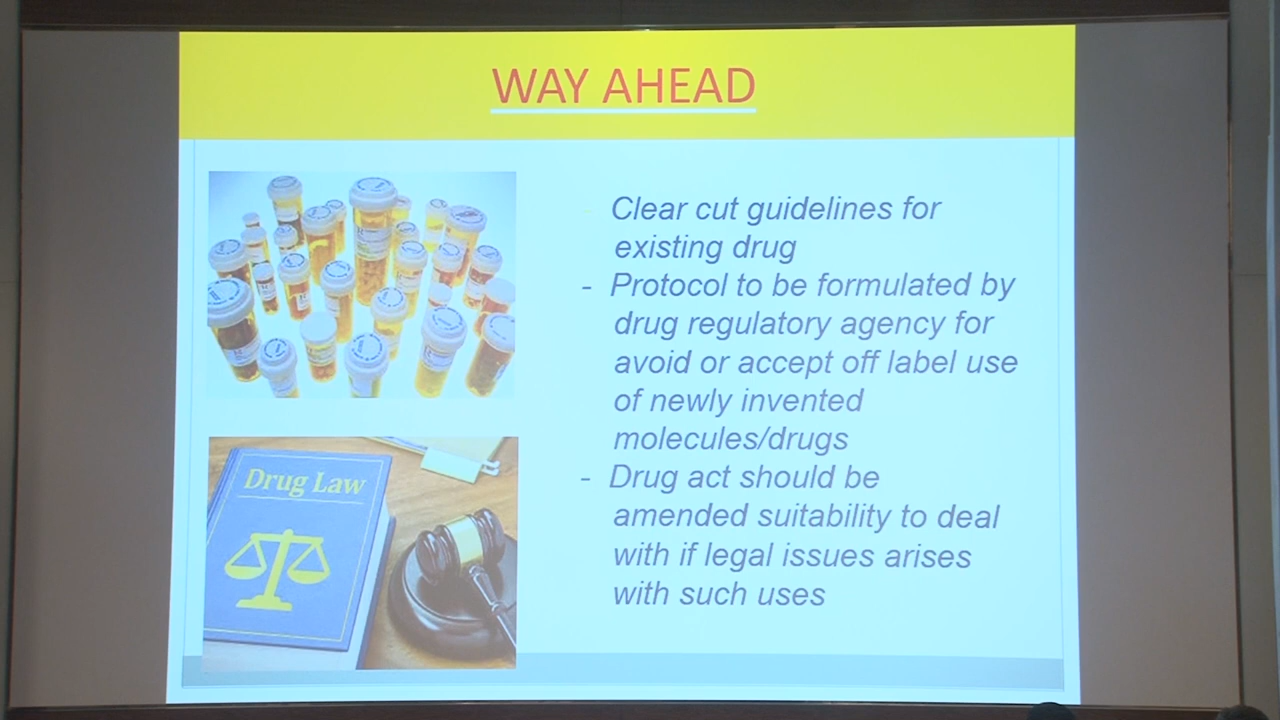 WAY AHEAD
Clear cut guidelines for
existing drug
- Protocol to be formulated by
drug regulatory agency for
avoid or accept off label use
of newly invented
molecules/drugs
- Drug act should be
amended suitability to deal
with if legal issues arises
with such uses
Drug Law